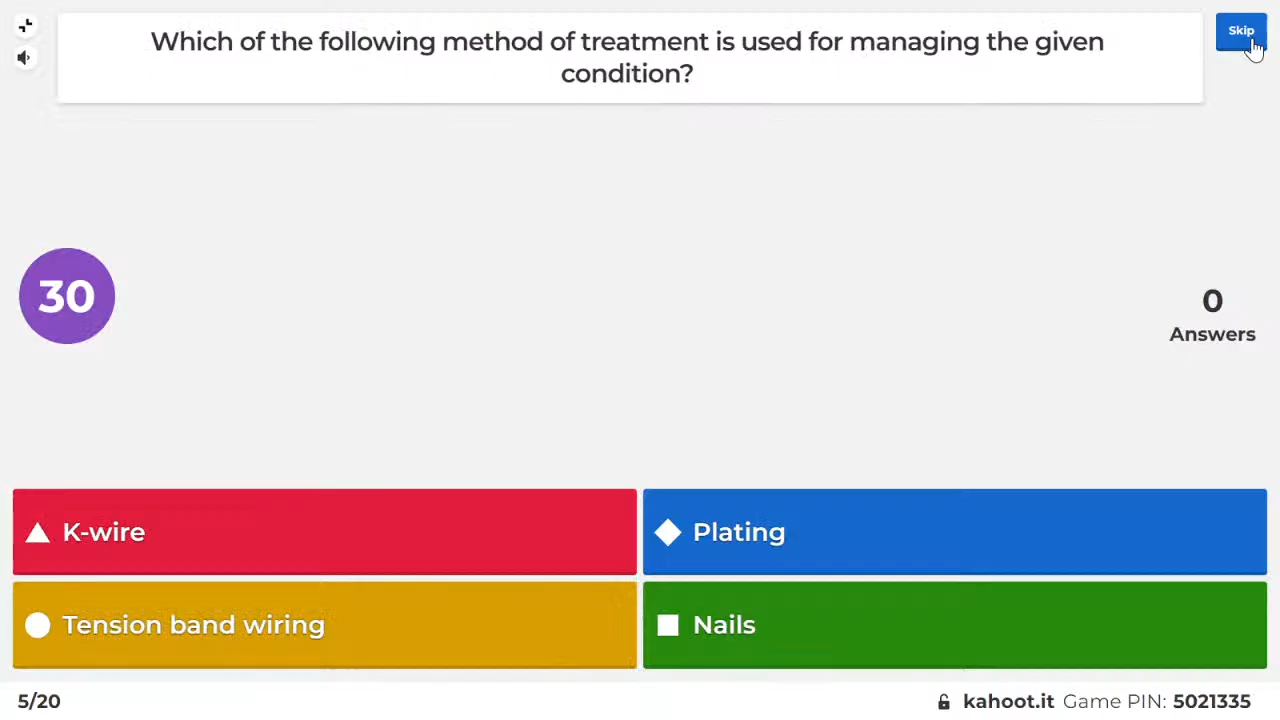 Which of the following method of treatment is used for managing the given
condition?
Skip
30
0
Answers
K-wire
Plating
Tension band wiring
Nails
5/20
kahoot.it Game PIN: 5021335